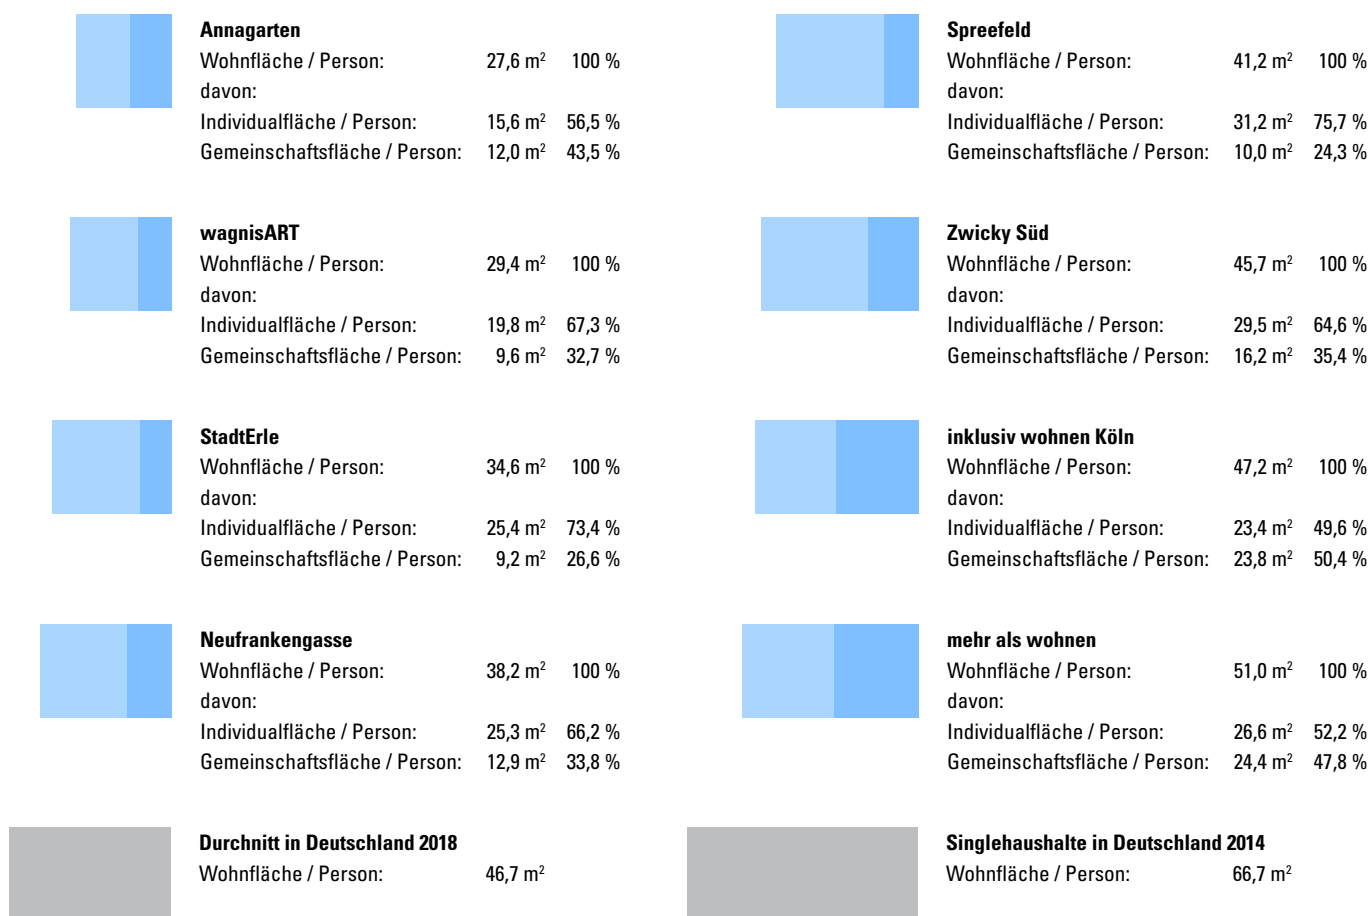 Annagarten
Wohnfläche / Person: 27,6 m² 100 %
davon:
Individualfläche / Person: 15,6 m² 56,5 %
Gemeinschaftsfläche / Person: 12,0 m² 43,5 %
wagnisART
Wohnfläche / Person: 29,4 m² 100 %
davon:
Individualfläche / Person: 19,8 m² 67,3 %
Gemeinschaftsfläche / Person: 9,6 m² 32,7 %
StadtErle
Wohnfläche / Person: 34,6 m² 100 %
davon:
Individualfläche / Person: 25,4 m² 73,4 %
Gemeinschaftsfläche / Person: 9,2 m² 26,6 %
Neufrankengasse
Wohnfläche / Person: 38,2 m² 100 %
davon:
Individualfläche / Person: 25,3 m² 66,2 %
Gemeinschaftsfläche / Person: 12,9 m² 33,8 %
Durchnitt in Deutschland 2018
Wohnfläche / Person: 46,7 m²
Spreefeld
Wohnfläche / Person: 41,2 m² 100 %
davon:
Individualfläche / Person: 31,2 m² 75,7 %
Gemeinschaftsfläche / Person: 10,0 m² 24,3 %
Zwicky Süd
Wohnfläche / Person: 45,7 m² 100 %
davon:
Individualfläche / Person: 29,5 m² 64,6 %
Gemeinschaftsfläche / Person: 16,2 m² 35,4 %
inklusiv wohnen Köln
Wohnfläche / Person: 47,2 m² 100 %
davon:
Individualfläche / Person: 23,4 m² 49,6 %
Gemeinschaftsfläche / Person: 23,8 m² 50,4 %
mehr als wohnen
Wohnfläche / Person: 51,0 m² 100 %
davon:
Individualfläche / Person: 26,6 m² 52,2 %
Gemeinschaftsfläche / Person: 24,4 m² 47,8 %
Singlehaushalte in Deutschland 2014
Wohnfläche / Person: 66,7 m²